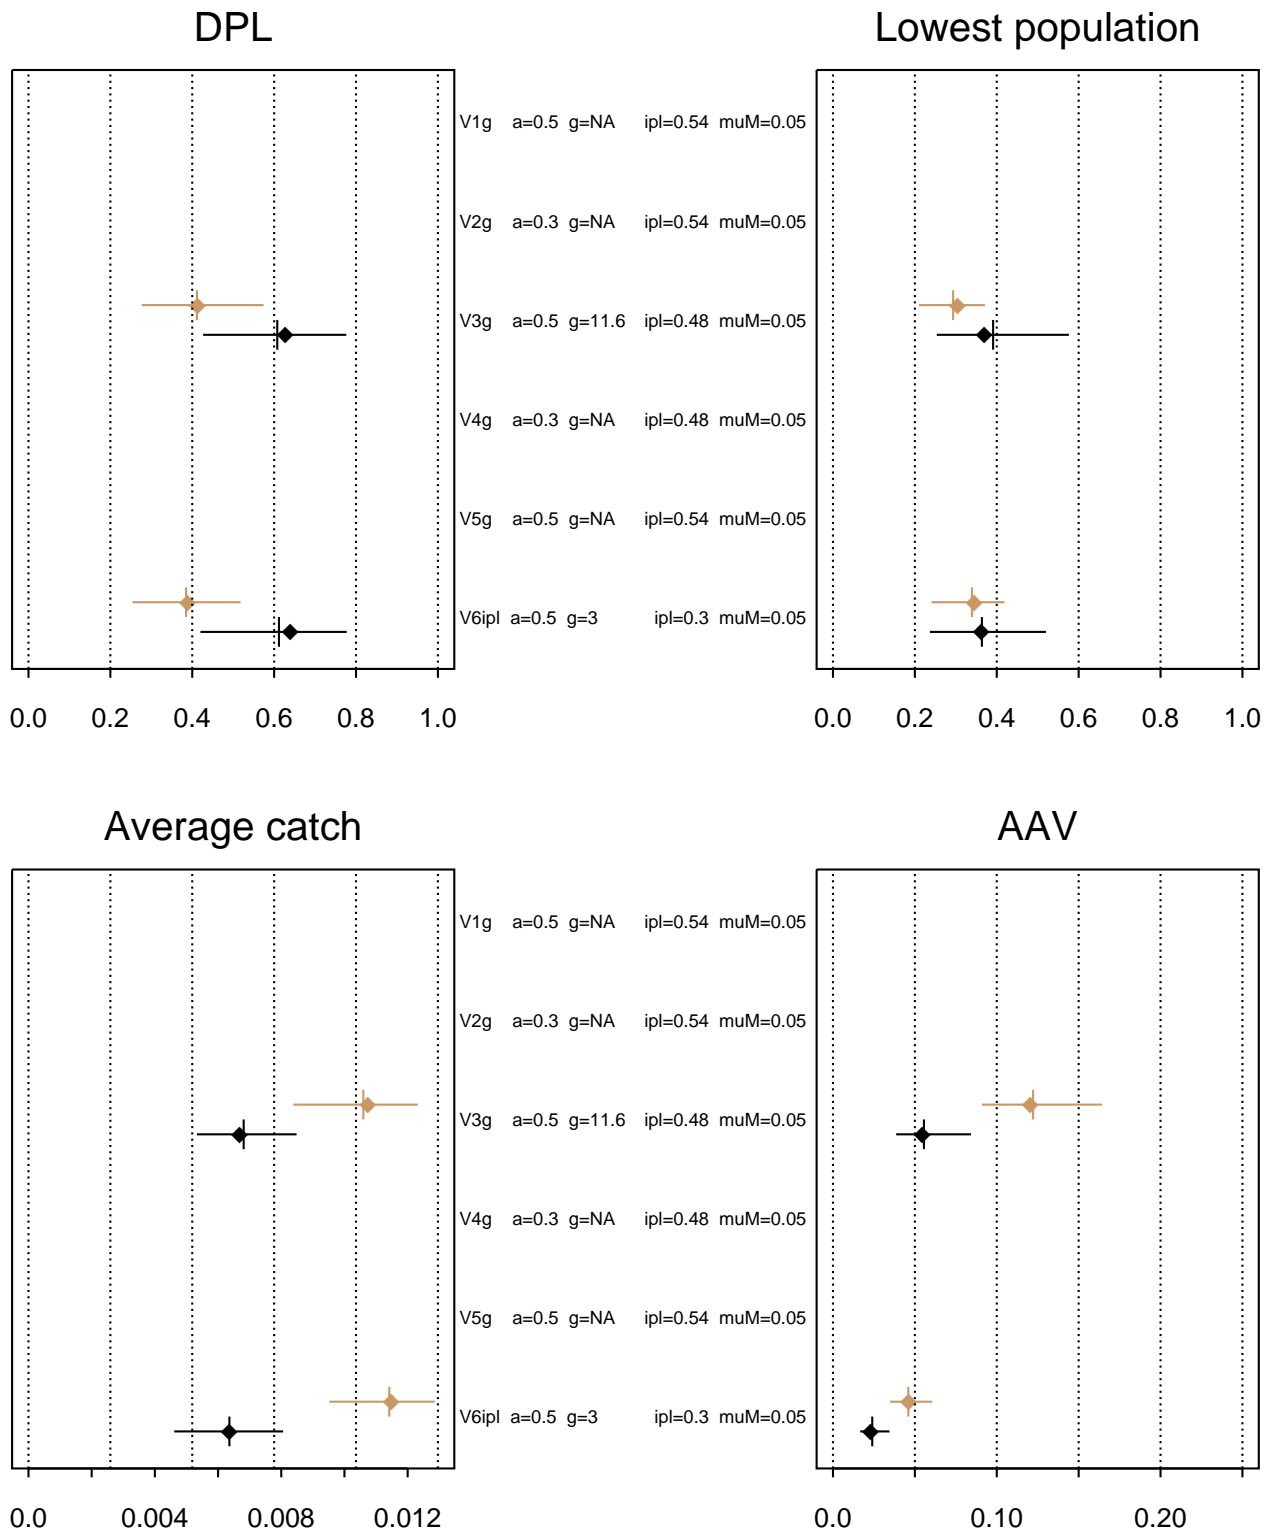 DPL Lowest population
V1g a=0.5 g=NA ipl=0.54 muM=0.05
V2g a=0.3 g=NA ipl=0.54 muM=0.05
V3g a=0.5 g=11.6 ipl=0.48 muM=0.05
V4g a=0.3 g=NA ipl=0.48 muM=0.05
V5g a=0.5 g=NA ipl=0.54 muM=0.05
V6ipl a=0.5 g=3 ipl=0.3 muM=0.05
0.0 0.2 0.4 0.6 0.8 1.0 0.0 0.2 0.4 0.6 0.8 1.0
Average catch AAV
V1g a=0.5 g=NA ipl=0.54 muM=0.05
V2g a=0.3 g=NA ipl=0.54 muM=0.05
V3g a=0.5 g=11.6 ipl=0.48 muM=0.05
V4g a=0.3 g=NA ipl=0.48 muM=0.05
V5g a=0.5 g=NA ipl=0.54 muM=0.05
V6ipl a=0.5 g=3 ipl=0.3 muM=0.05
0.0 0.004 0.008 0.012 0.0 0.10 0.20